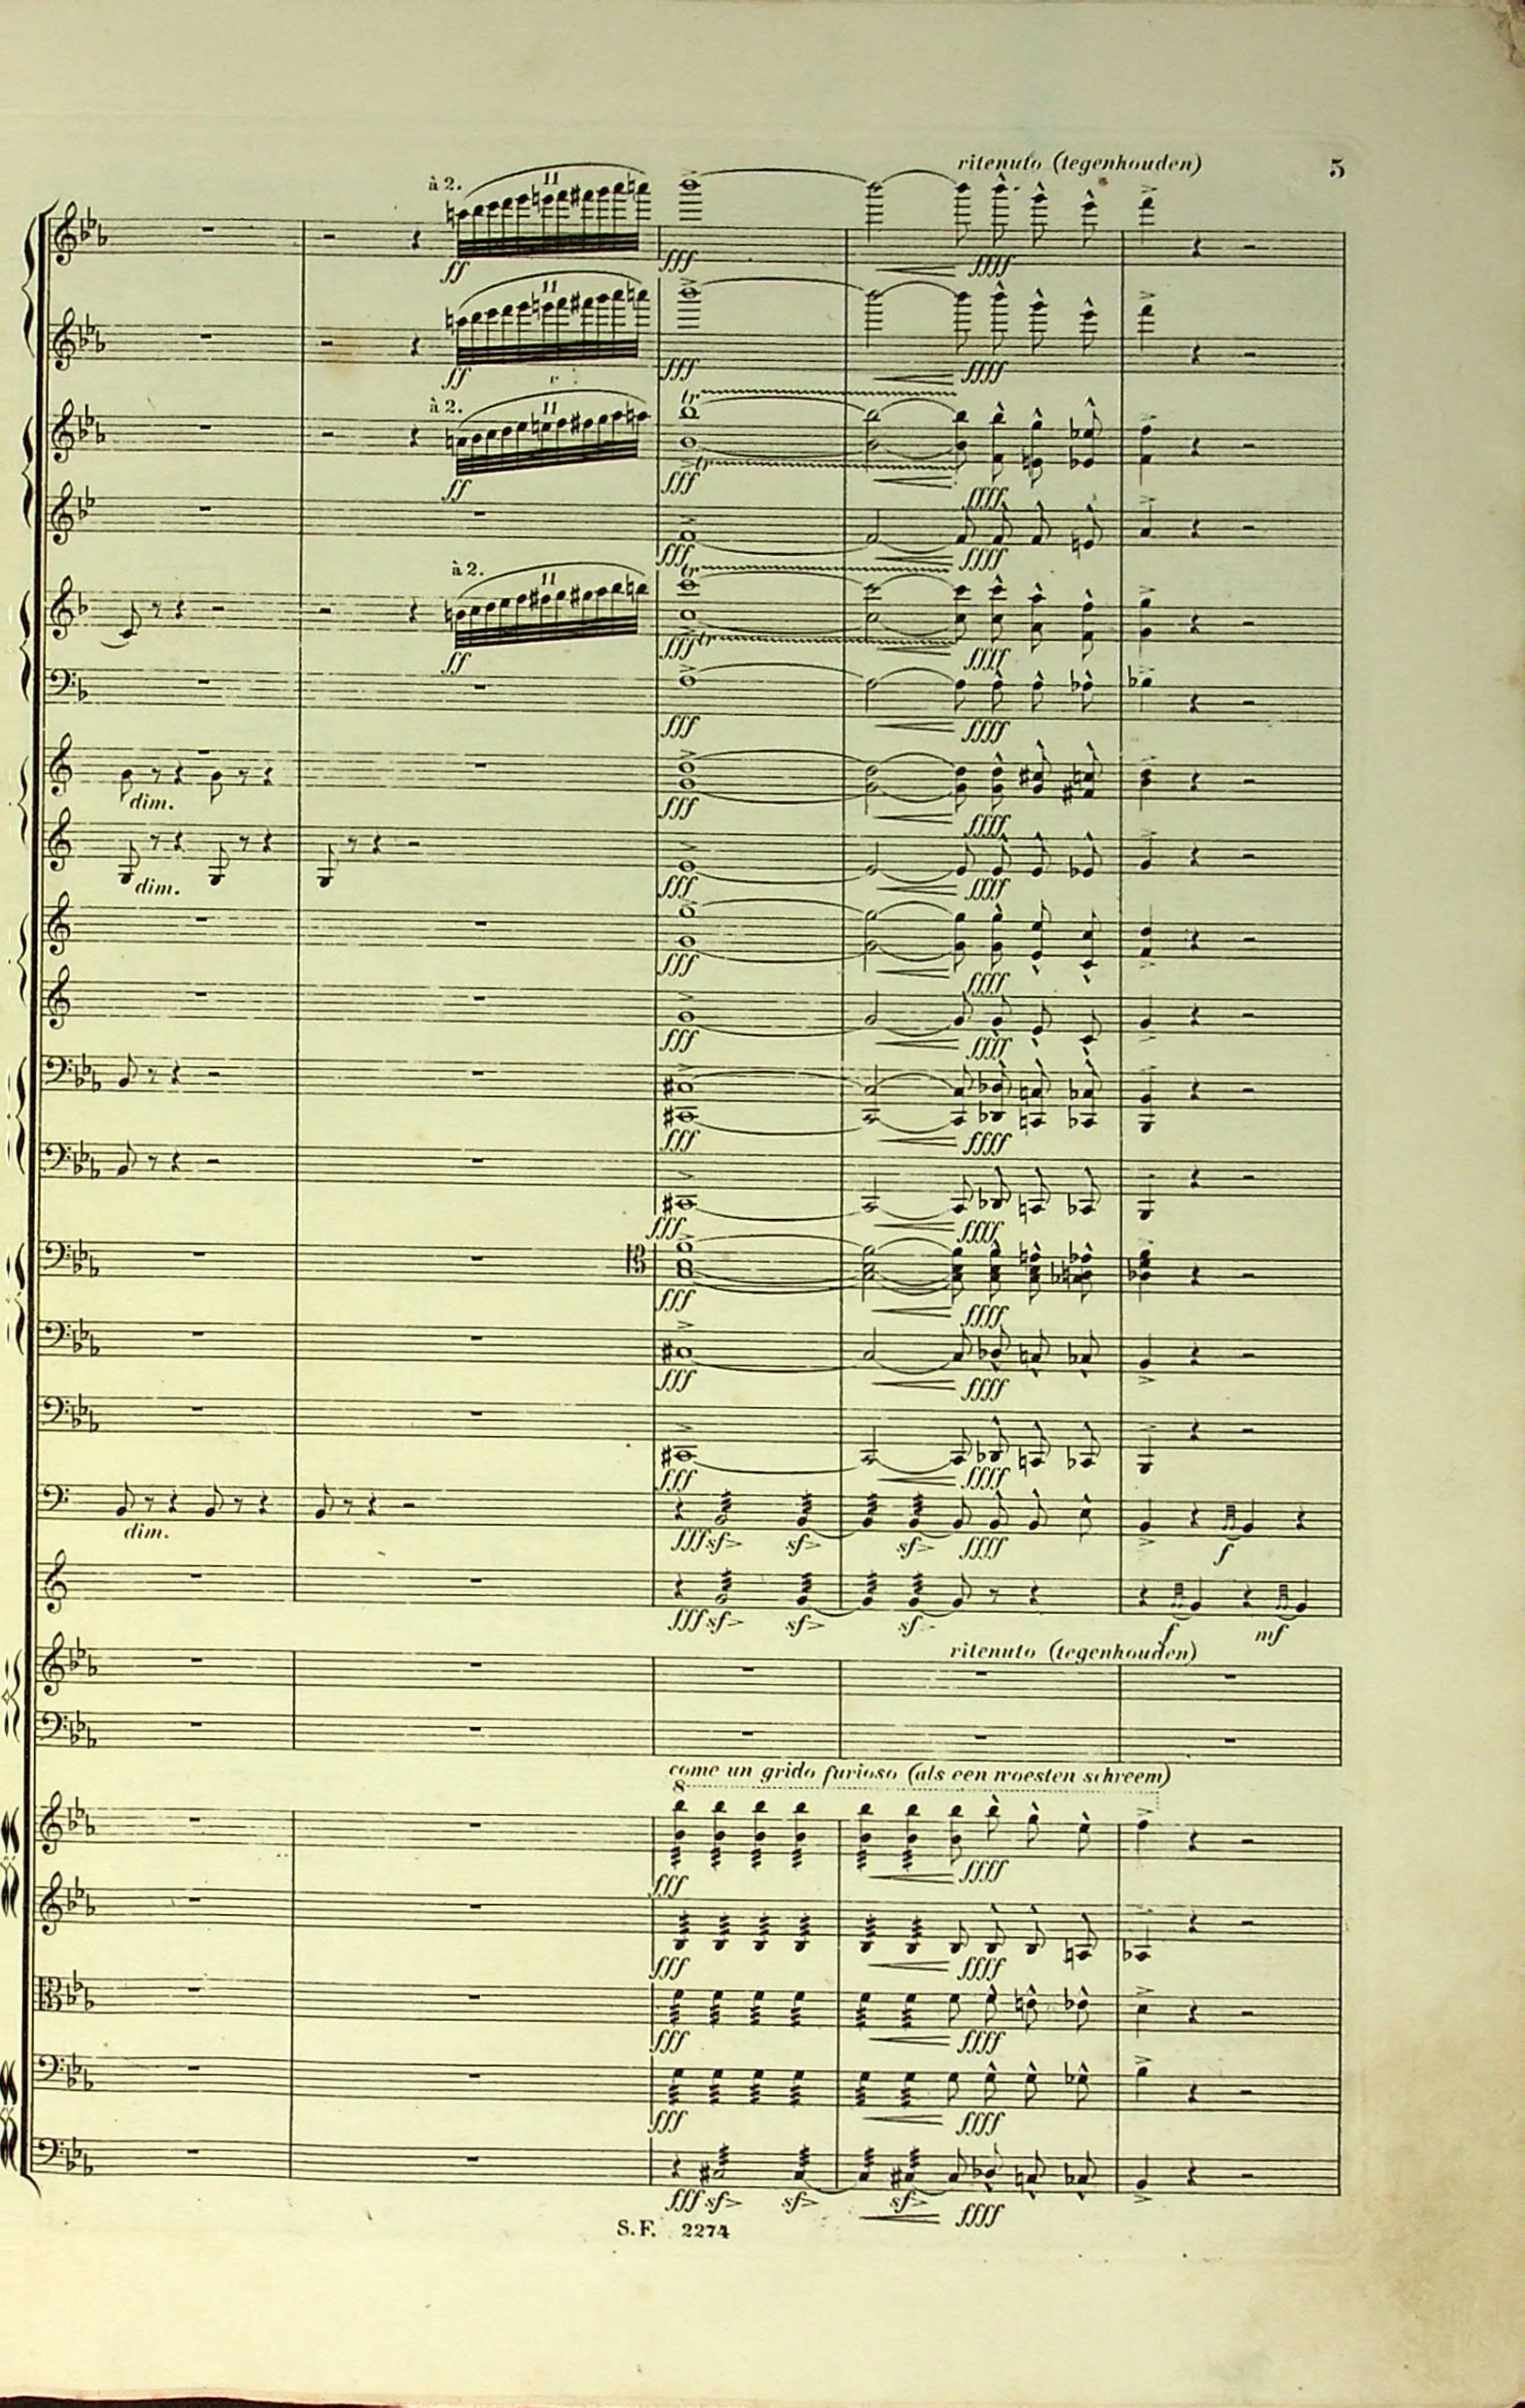 ritenuto (tegenhouden) 5
à 2. 11
ff fff ffff
11
ff fff ffff
à 2. 11 tr
tr
ff fff ffff
fff ffff
à 2. 11 tr
tr
ff fff ffff
fff ffff
dim. fff ffff
dim. fff ffff
fff ffff
fff ffff
fff ffff
fff ffff
fff ffff
fff ffff
fff ffff
dim. fff sf> sf> sf> ffff f
fff sf> sf> sf> f mf
ritenuto (tegenhouden)
come un grido furioso (als een woesten schreem)
8
fff ffff
fff ffff
fff ffff
fff ffff
fff sf> sf> sf> ffff
S.F. 2274